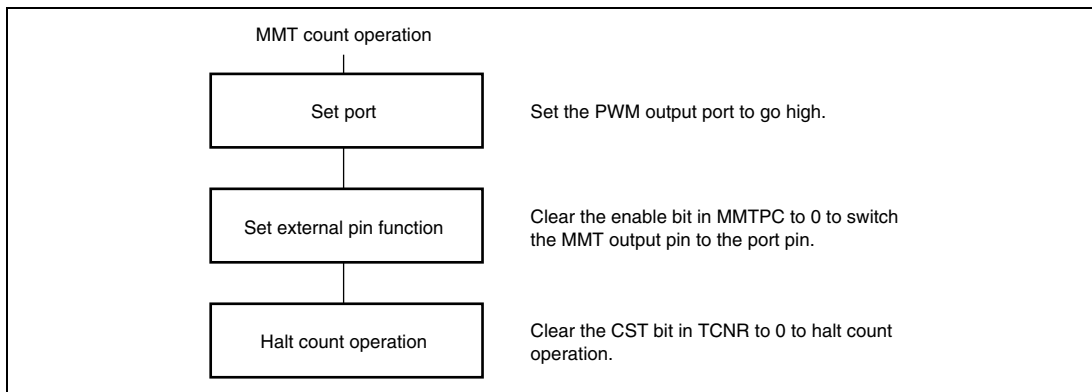 MMT count operation
Set port
Set the PWM output port to go high.
Set external pin function
Clear the enable bit in MMTPC to 0 to switch
the MMT output pin to the port pin.
Halt count operation
Clear the CST bit in TCNR to 0 to halt count
operation.